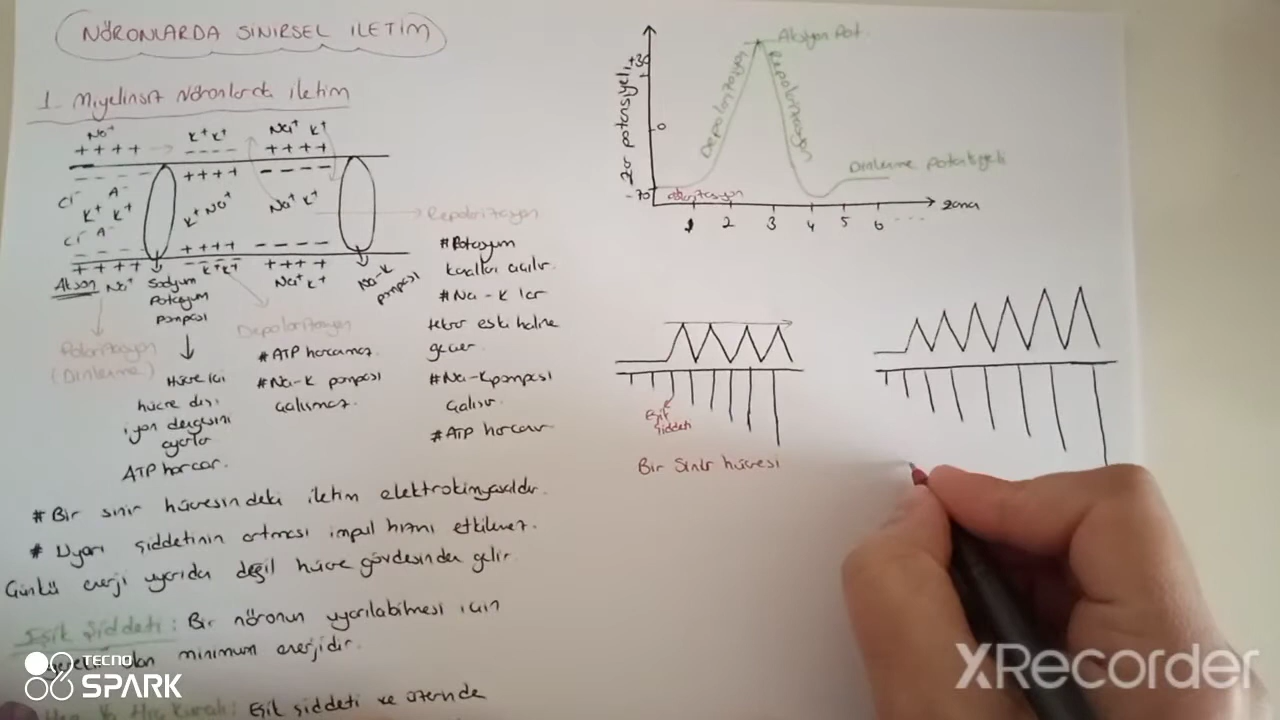 NÖRONLARDA SİNİRSEL İLETİM
1. Miyelinsiz Nöronlarda iletim
Na⁺ K⁺ K⁺ Na⁺ K⁺
+ + + + - - - - + + + +
- - - - + + + + - - - -
Cl⁻ A⁻
K⁺ K⁺ K⁺ Na⁺ Na⁺ K⁺
Cl⁻ A⁻
- - - - + + + + - - - -
+ + + + - - - - + + + +
Akson Na⁺ K⁺ K⁺ Na⁺ K⁺
Sodyum
Potasyum
pompası
Na-K
pompası
Polarizasyon
(Dinlenme)
Hücre içi
hücre dışı
iyon dengesini
ayarlar
ATP harcar.
Depolarizasyon
#ATP harcamaz.
#Na-K pompası
çalışmaz.
Repolarizasyon
#Potasyum
kanalları açılır.
#Na-K lar
tekrar eski haline
geçer.
#Na-K pompası
çalışır
#ATP harcanır
# Bir sinir hücresindeki iletim elektrokimyasaldır.
# Uyarı şiddetinin artması impuls hızını etkilemez.
Çünkü enerji uyarıdan değil hücre gövdesinden gelir.
Eşik Şiddeti: Bir nöronun uyarılabilmesi için
gerekli olan minimum enerjidir.
Hiç Kuralı: Eşik şiddeti ve üzerinde
Zar potansiyeli
+30
0
-70
Aksiyon Pot.
Depolarizasyon
Repolarizasyon
Dinlenme Potansiyeli
1 2 3 4 5 6 ....
zaman
Eşik
şiddeti
Bir Sinir hücresi
TECNO
SPARK
XRecorder